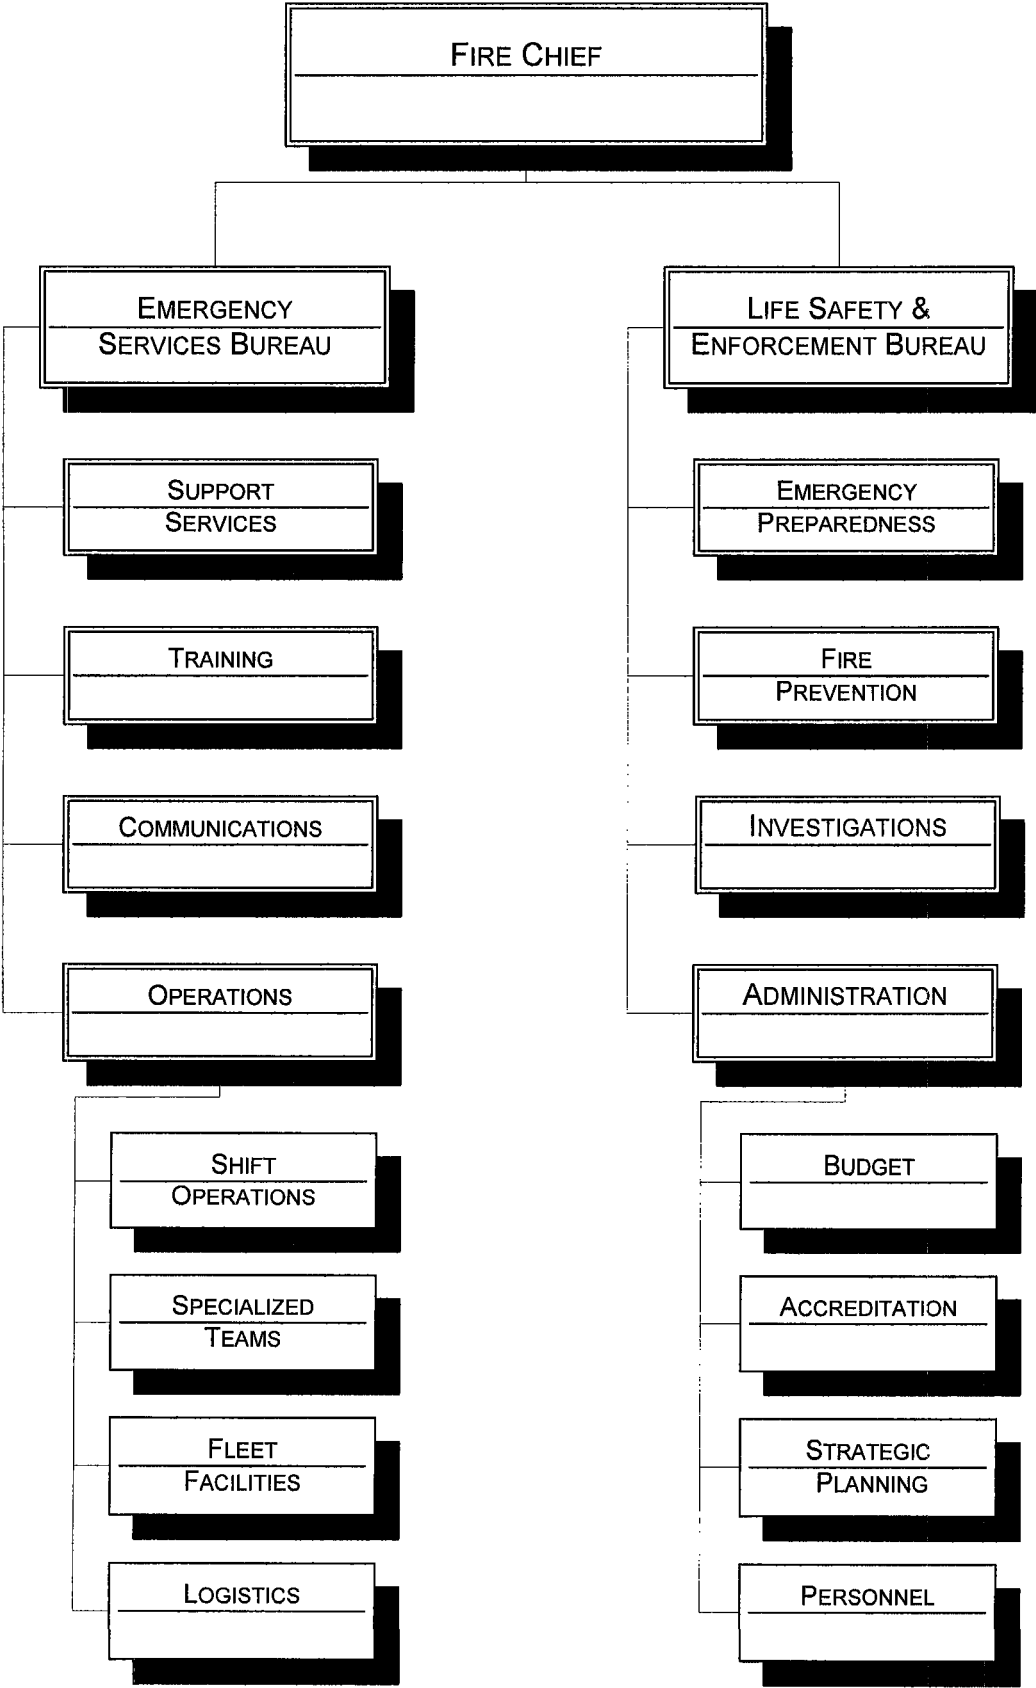 FIRE CHIEF
EMERGENCY
SERVICES BUREAU
SUPPORT
SERVICES
TRAINING
COMMUNICATIONS
OPERATIONS
SHIFT
OPERATIONS
SPECIALIZED
TEAMS
FLEET
FACILITIES
LOGISTICS
LIFE SAFETY &
ENFORCEMENT BUREAU
EMERGENCY
PREPAREDNESS
FIRE
PREVENTION
INVESTIGATIONS
ADMINISTRATION
BUDGET
ACCREDITATION
STRATEGIC
PLANNING
PERSONNEL